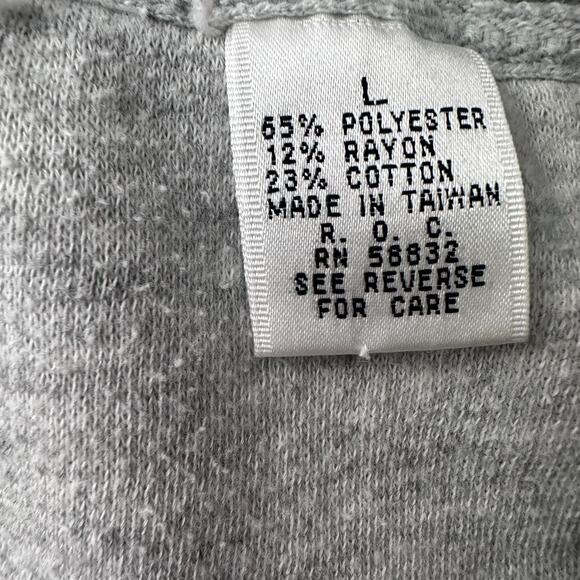 L
65% POLYESTER
12% RAYON
23% COTTON
MADE IN TAIWAN
R. O. C.
RN 58832
SEE REVERSE
FOR CARE